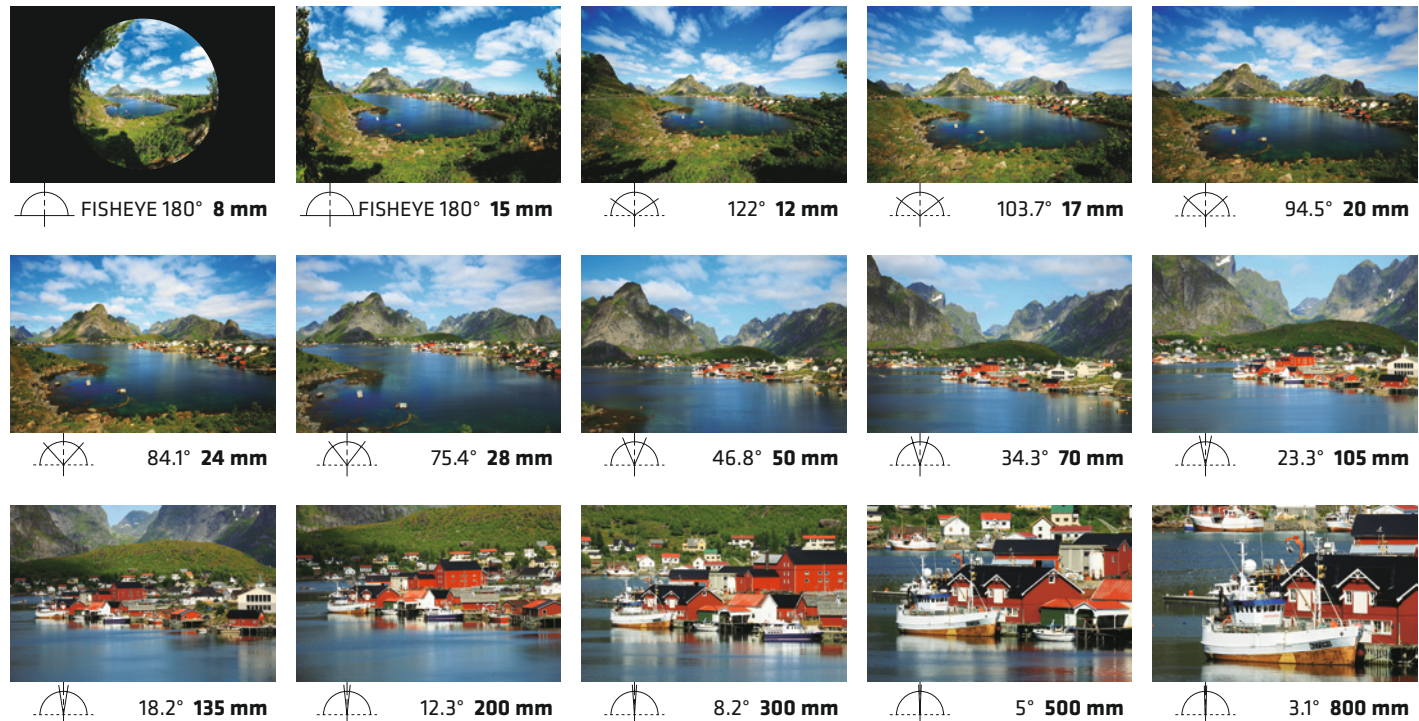 FISHEYE 180° 8 mm
FISHEYE 180° 15 mm
122° 12 mm
103.7° 17 mm
94.5° 20 mm
84.1° 24 mm
75.4° 28 mm
46.8° 50 mm
34.3° 70 mm
23.3° 105 mm
18.2° 135 mm
12.3° 200 mm
8.2° 300 mm
5° 500 mm
3.1° 800 mm